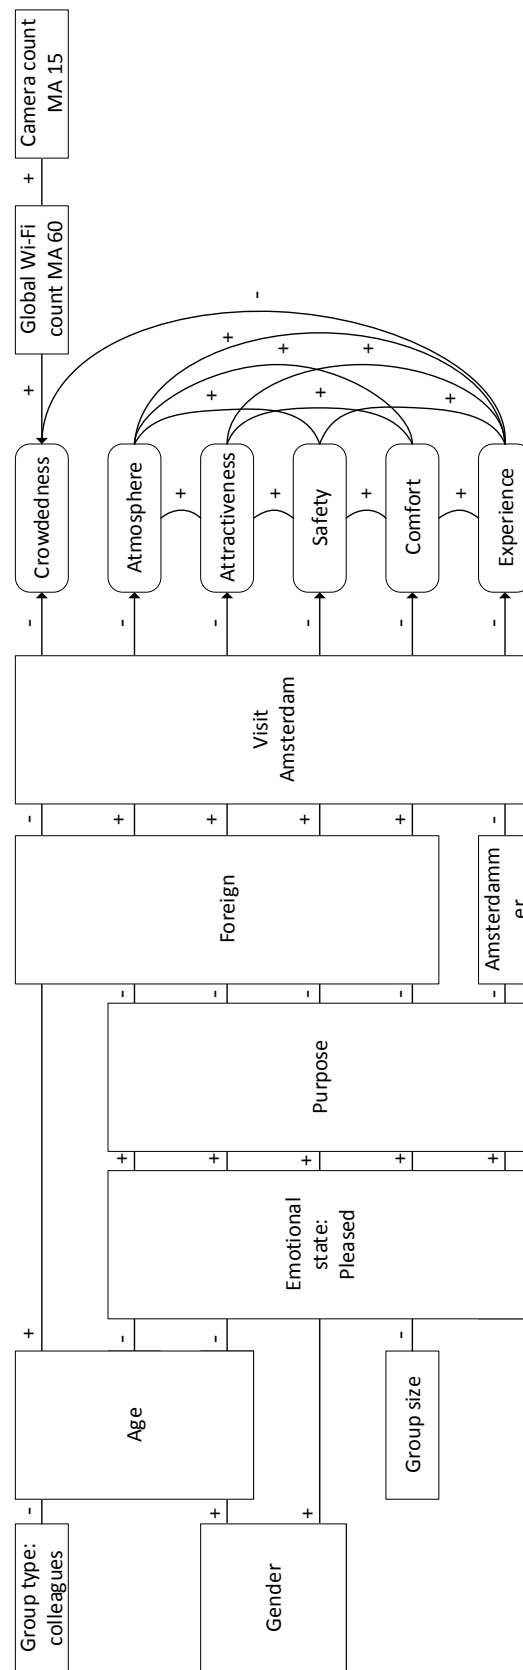 Group type:
colleagues
-
+
-
-
Crowdedness
+
Global Wi-Fi
count MA 60
+
Camera count
MA 15
-
Age
-
+
-
+
-
Atmosphere
+
+
+
+
Gender
+
-
+
-
+
-
Attractiveness
+
+
+
Foreign
Visit
Amsterdam
+
Emotional
state:
Pleased
+
Purpose
-
+
-
Safety
+
+
Group size
-
+
-
+
-
Comfort
+
+
-
Amsterdamm
er
-
-
Experience